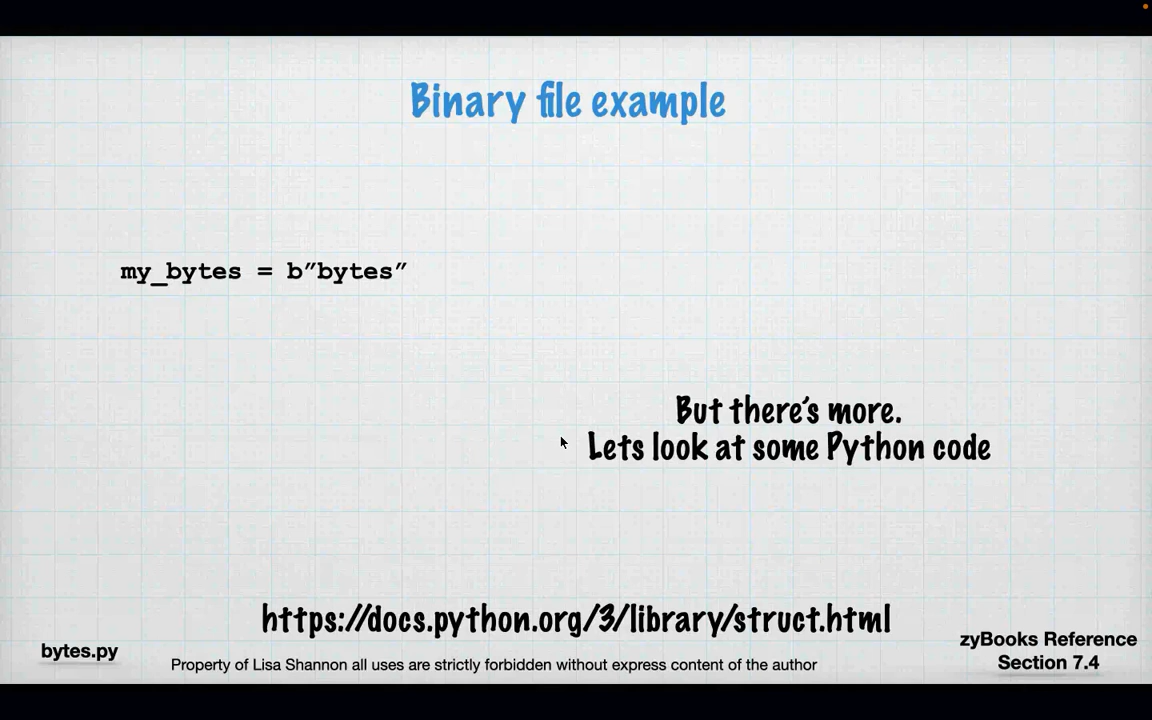 Binary file example
my_bytes = b”bytes”
But there’s more.
Lets look at some Python code
https://docs.python.org/3/library/struct.html
bytes.py
Property of Lisa Shannon all uses are strictly forbidden without express content of the author
zyBooks Reference
Section 7.4